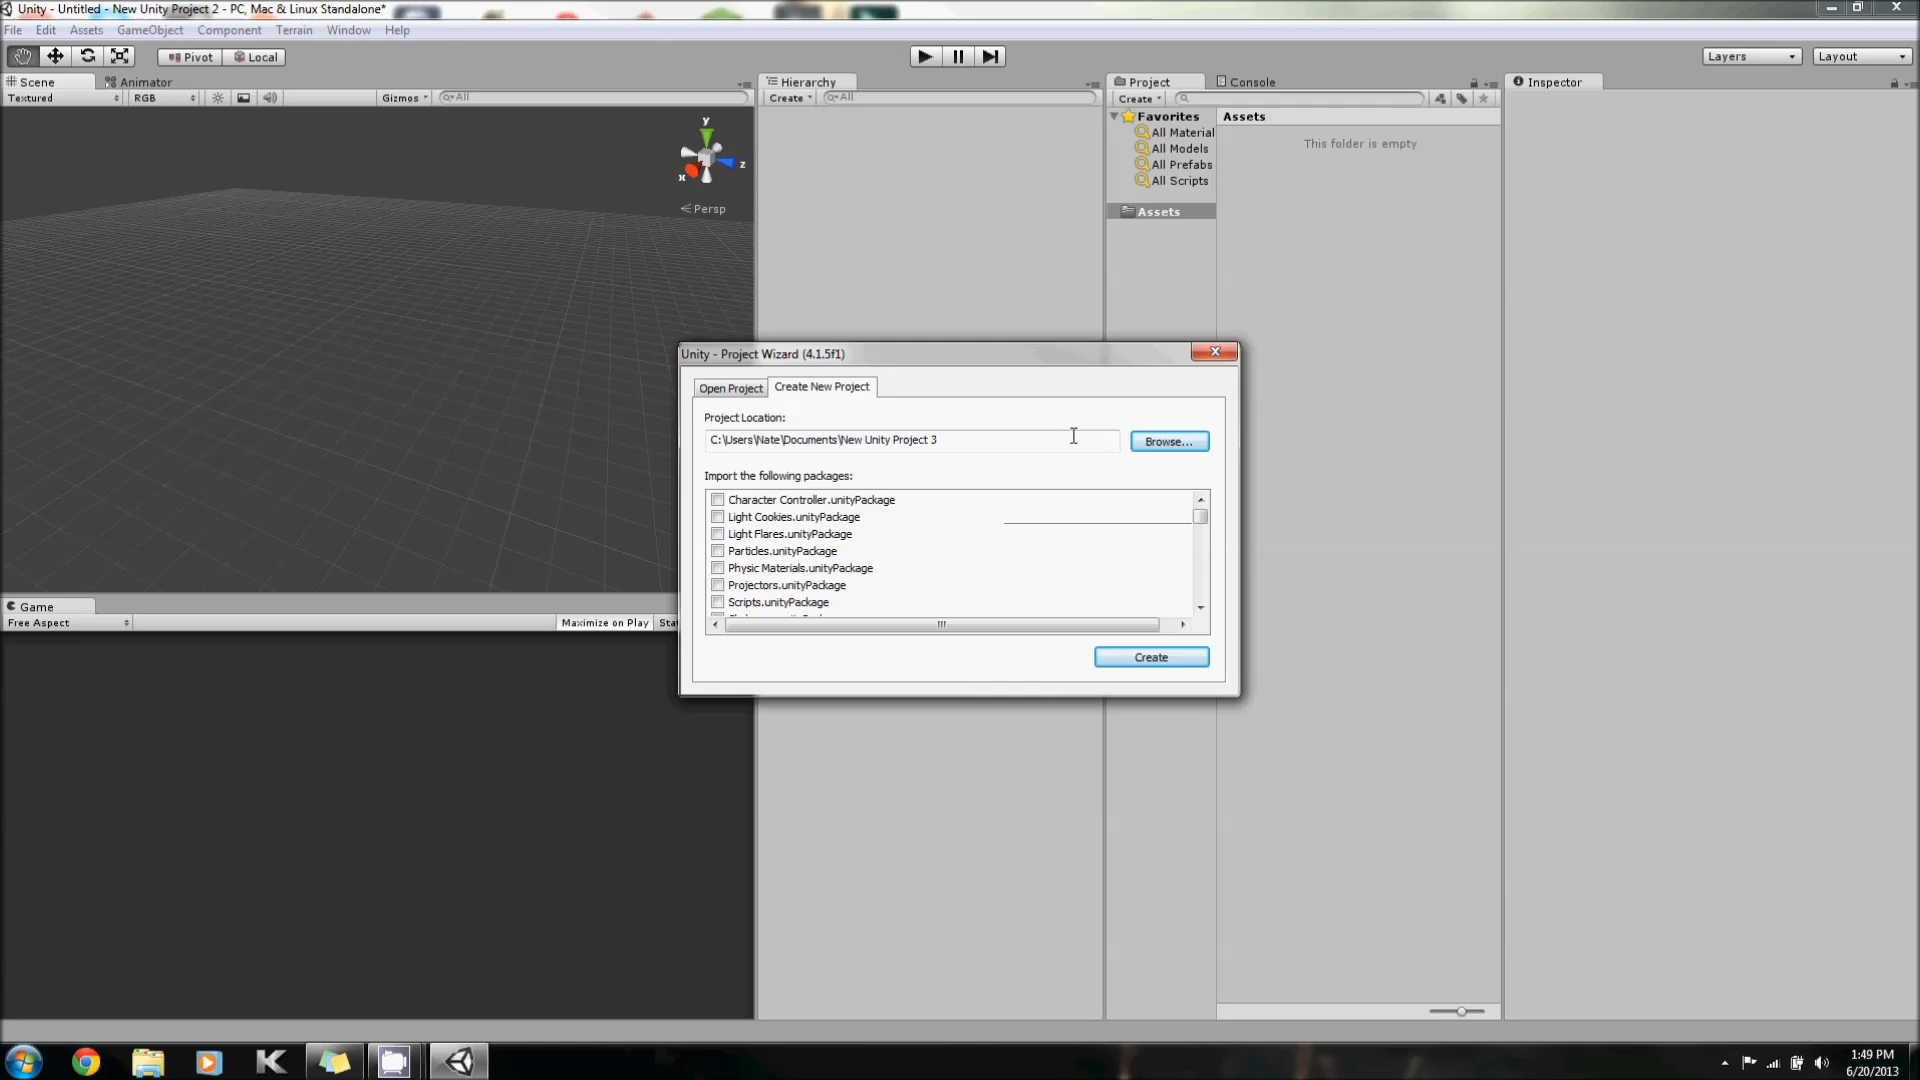 Unity - Untitled - New Unity Project 2 - PC, Mac & Linux Standalone*
File Edit Assets GameObject Component Terrain Window Help
Pivot Local Layers Layout
Scene Animator Hierarchy Project Console Inspector
Textured RGB Gizmos All Create All Create
Favorites
All Material
All Models
All Prefabs
All Scripts
Assets
Assets
This folder is empty
y
z
x
Persp
Unity - Project Wizard (4.1.5f1)
Open Project Create New Project
Project Location:
C:\Users\Nate\Documents\New Unity Project 3 Browse...
Import the following packages:
Character Controller.unityPackage
Light Cookies.unityPackage
Light Flares.unityPackage
Particles.unityPackage
Physic Materials.unityPackage
Projectors.unityPackage
Scripts.unityPackage
Create
Game
Free Aspect Maximize on Play Stat
1:49 PM
6/20/2013